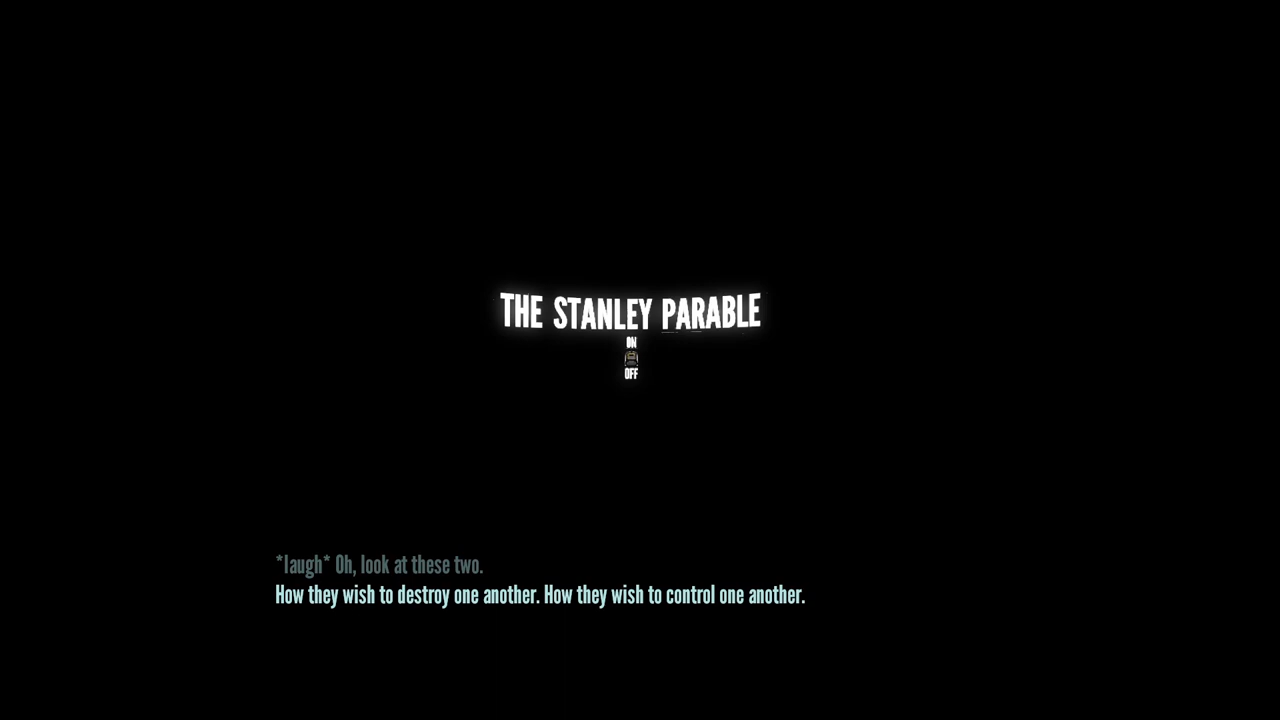 THE STANLEY PARABLE
ON
OFF
*laugh* Oh, look at these two.
How they wish to destroy one another. How they wish to control one another.